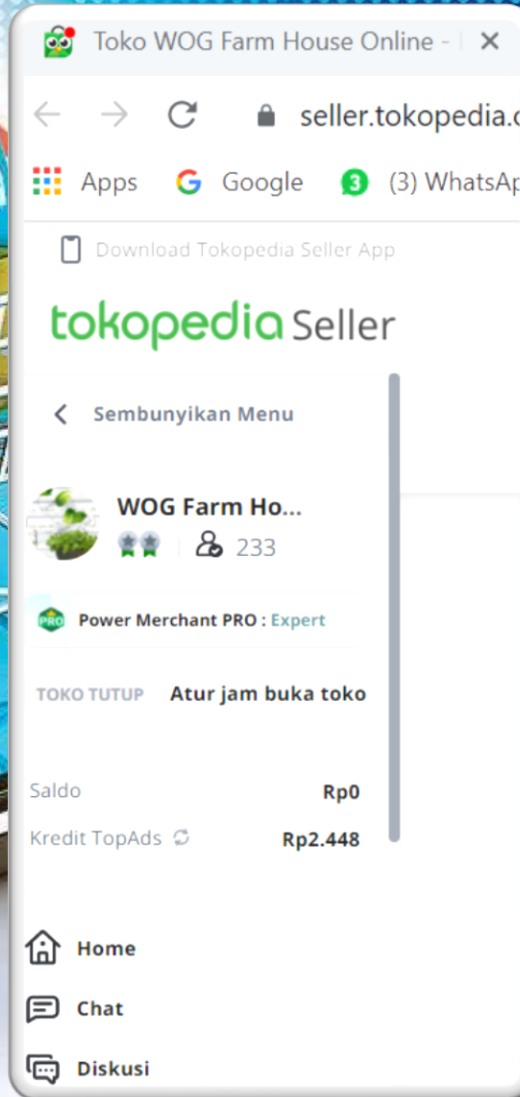 Toko WOG Farm House Online -
seller.tokopedia.c
Apps Google 3 (3) WhatsAp
Download Tokopedia Seller App
tokopedia Seller
Sembunyikan Menu
WOG Farm Ho...
233
PRO Power Merchant PRO : Expert
TOKO TUTUP Atur jam buka toko
Saldo Rp0
Kredit TopAds Rp2.448
Home
Chat
Diskusi